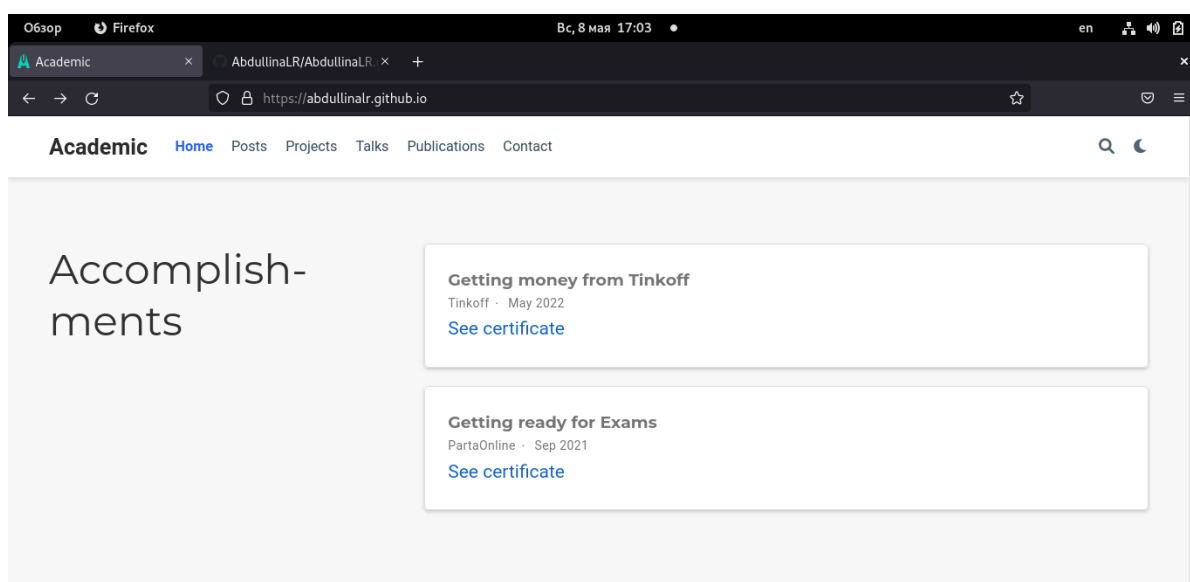 Обзор Firefox Вс, 8 мая 17:03 en
Academic AbdullinaLR/AbdullinaLR.
https://abdullinalr.github.io
Academic Home Posts Projects Talks Publications Contact
Accomplish-
ments
Getting money from Tinkoff
Tinkoff · May 2022
See certificate
Getting ready for Exams
PartaOnline · Sep 2021
See certificate